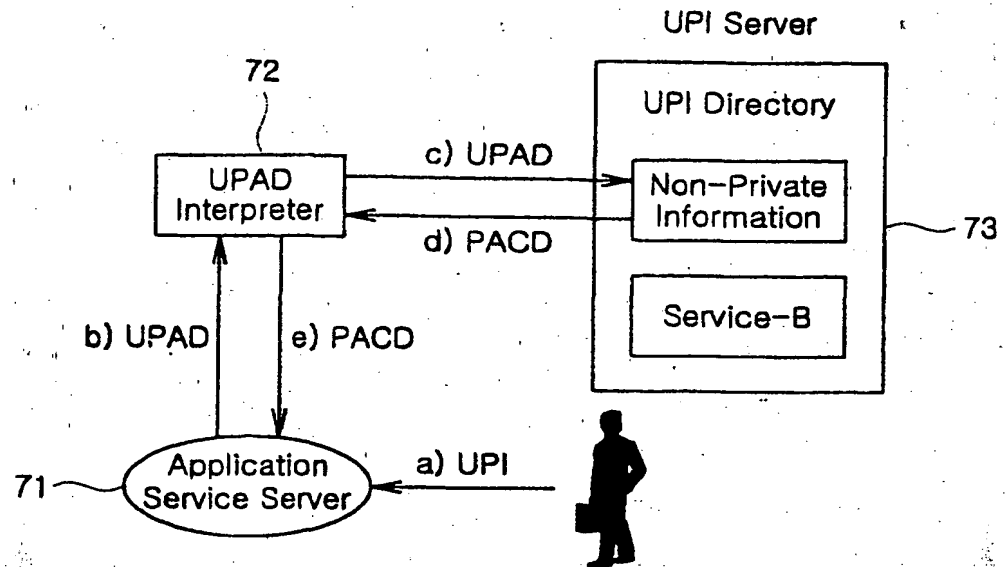 UPI Server
72
UPI Directory
c) UPAD
UPAD
Interpreter
Non-Private
Information
d) PACD
73
b) UPAD
e) PACD
Service-B
Application
Service Server
71
a) UPI